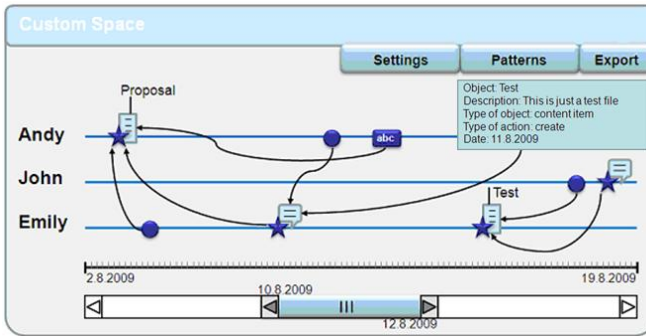 Custom Space
Settings
Patterns
Export
Object: Test
Description: This is just a test file
Type of object: content item
Type of action: create
Date: 11.8.2009
Proposal
Andy
abc
John
Test
Emily
2.8.2009
19.8.2009
10.8.2009
12.8.2009